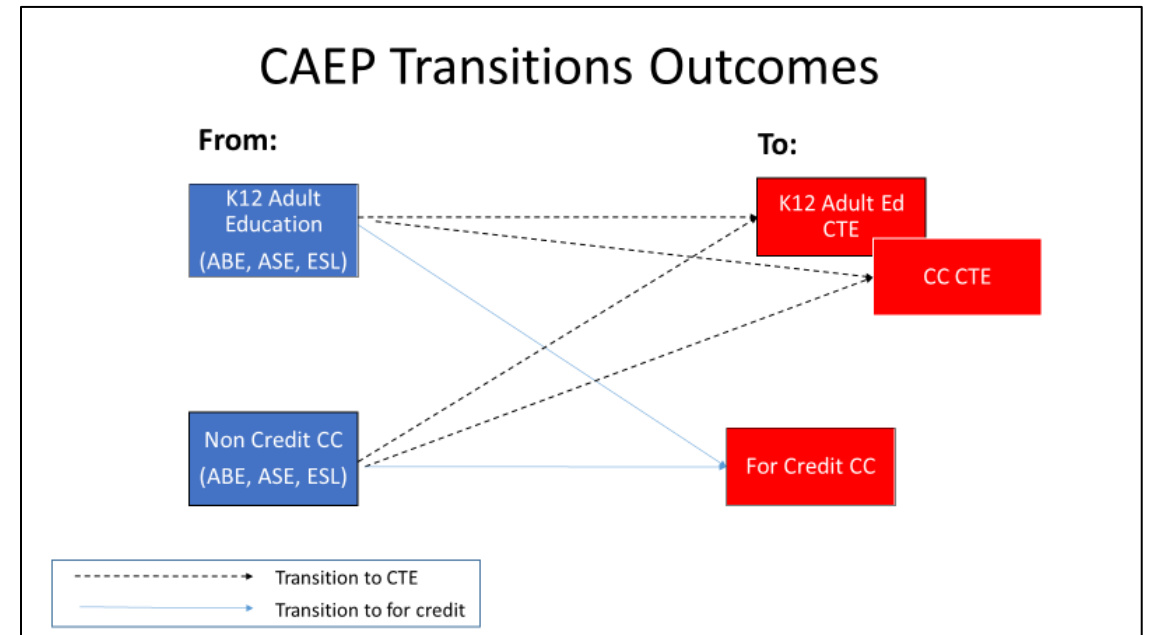 CAEP Transitions Outcomes
From:
To:
K12 Adult
Education
(ABE, ASE, ESL)
K12 Adult Ed
CTE
CC CTE
Non Credit CC
(ABE, ASE, ESL)
For Credit CC
Transition to CTE
Transition to for credit